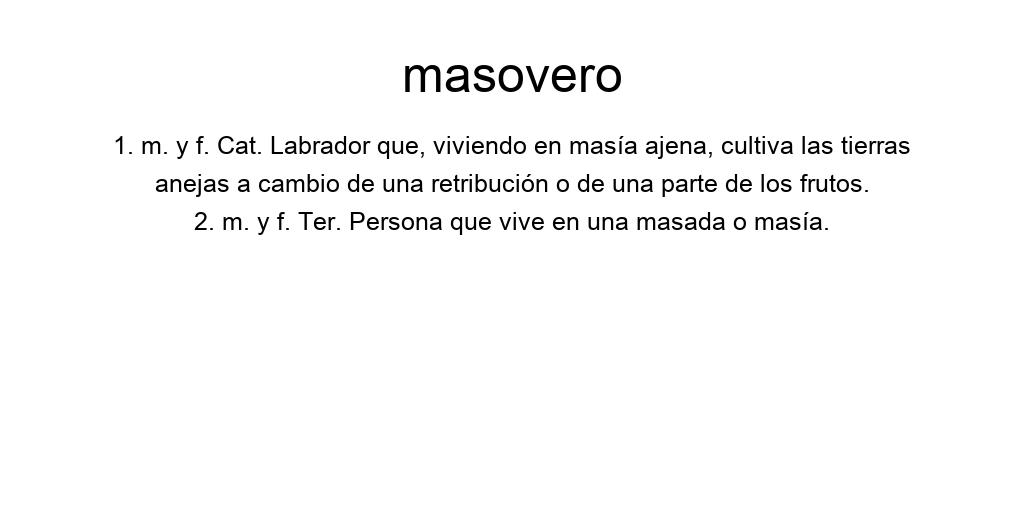 masovero
1. m. y f. Cat. Labrador que, viviendo en masía ajena, cultiva las tierras
anejas a cambio de una retribución o de una parte de los frutos.
2. m. y f. Ter. Persona que vive en una masada o masía.